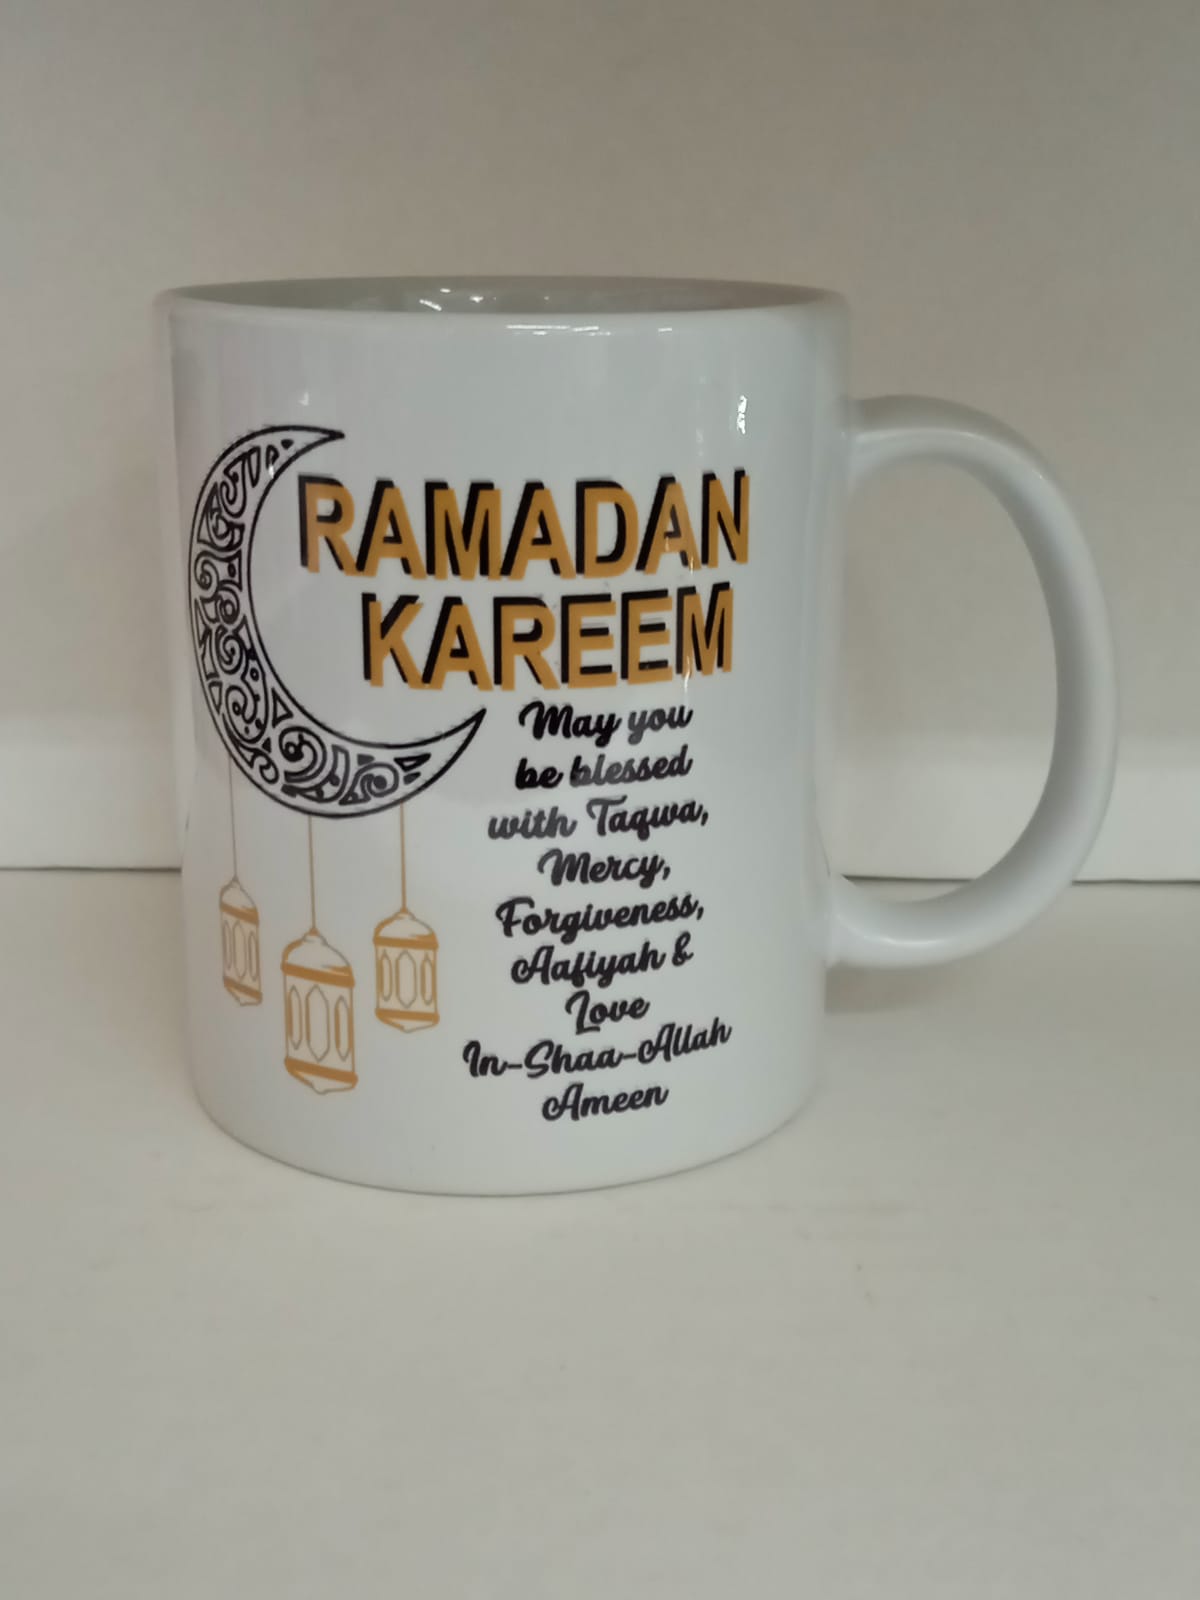 RAMADAN
KAREEM
May you
be blessed
with Taqwa,
Mercy,
Forgiveness,
Aafiyah &
Love
In-Shaa-Allah
Ameen